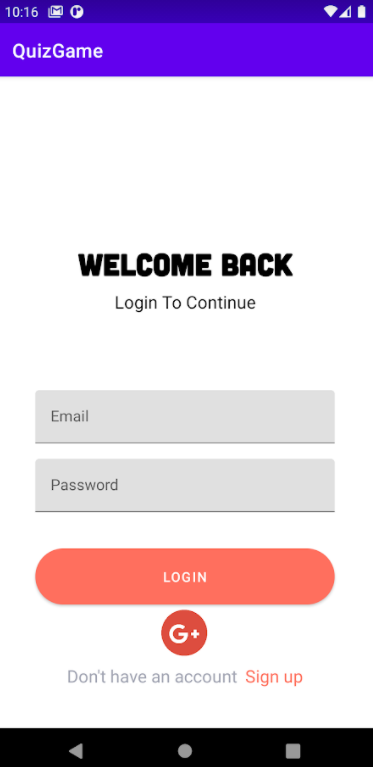 10:16
QuizGame
WELCOME BACK
Login To Continue
Email
Password
LOGIN
G+
Don't have an account Sign up